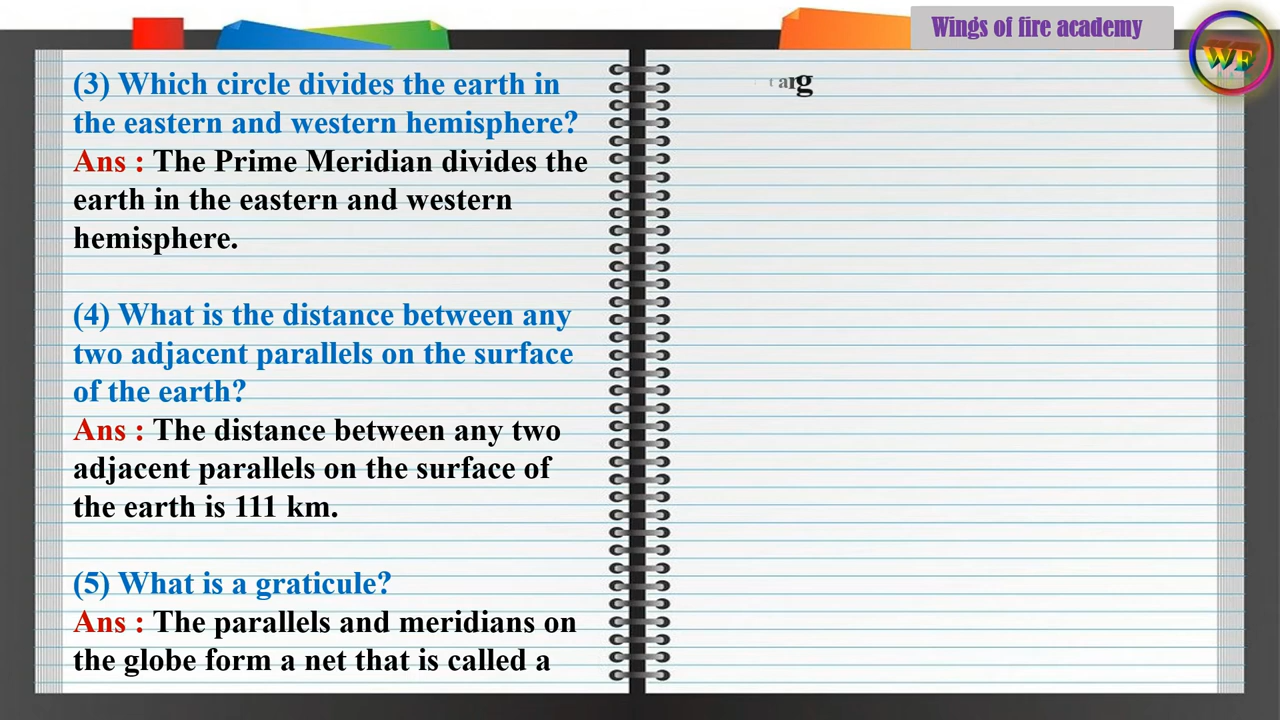 Wings of fire academy
WF
(3) Which circle divides the earth in
the eastern and western hemisphere?
Ans : The Prime Meridian divides the
earth in the eastern and western
hemisphere.
(4) What is the distance between any
two adjacent parallels on the surface
of the earth?
Ans : The distance between any two
adjacent parallels on the surface of
the earth is 111 km.
(5) What is a graticule?
Ans : The parallels and meridians on
the globe form a net that is called a